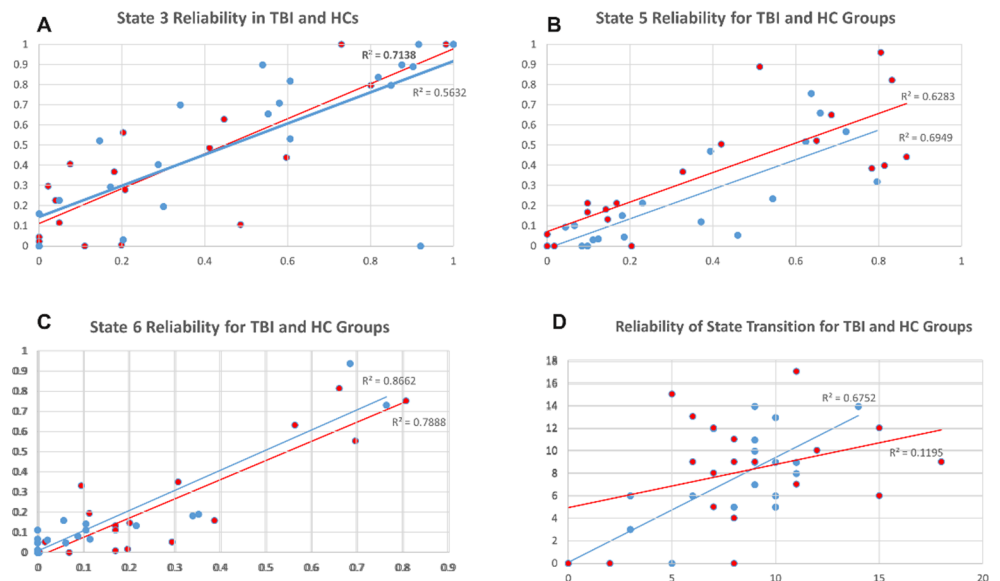 A
State 3 Reliability in TBI and HCs
1
0.9
0.8
0.7
0.6
0.5
0.4
0.3
0.2
0.1
0
0 0.2 0.4 0.6 0.8 1
R² = 0.7138
R² = 0.5632
B
State 5 Reliability for TBI and HC Groups
1
0.9
0.8
0.7
0.6
0.5
0.4
0.3
0.2
0.1
0
0 0.2 0.4 0.6 0.8 1
R² = 0.6283
R² = 0.6949
C
State 6 Reliability for TBI and HC Groups
1
0.9
0.8
0.7
0.6
0.5
0.4
0.3
0.2
0.1
0
0 0.1 0.2 0.3 0.4 0.5 0.6 0.7 0.8 0.9
R² = 0.8662
R² = 0.7888
D
Reliability of State Transition for TBI and HC Groups
18
16
14
12
10
8
6
4
2
0
0 5 10 15 20
R² = 0.6752
R² = 0.1195